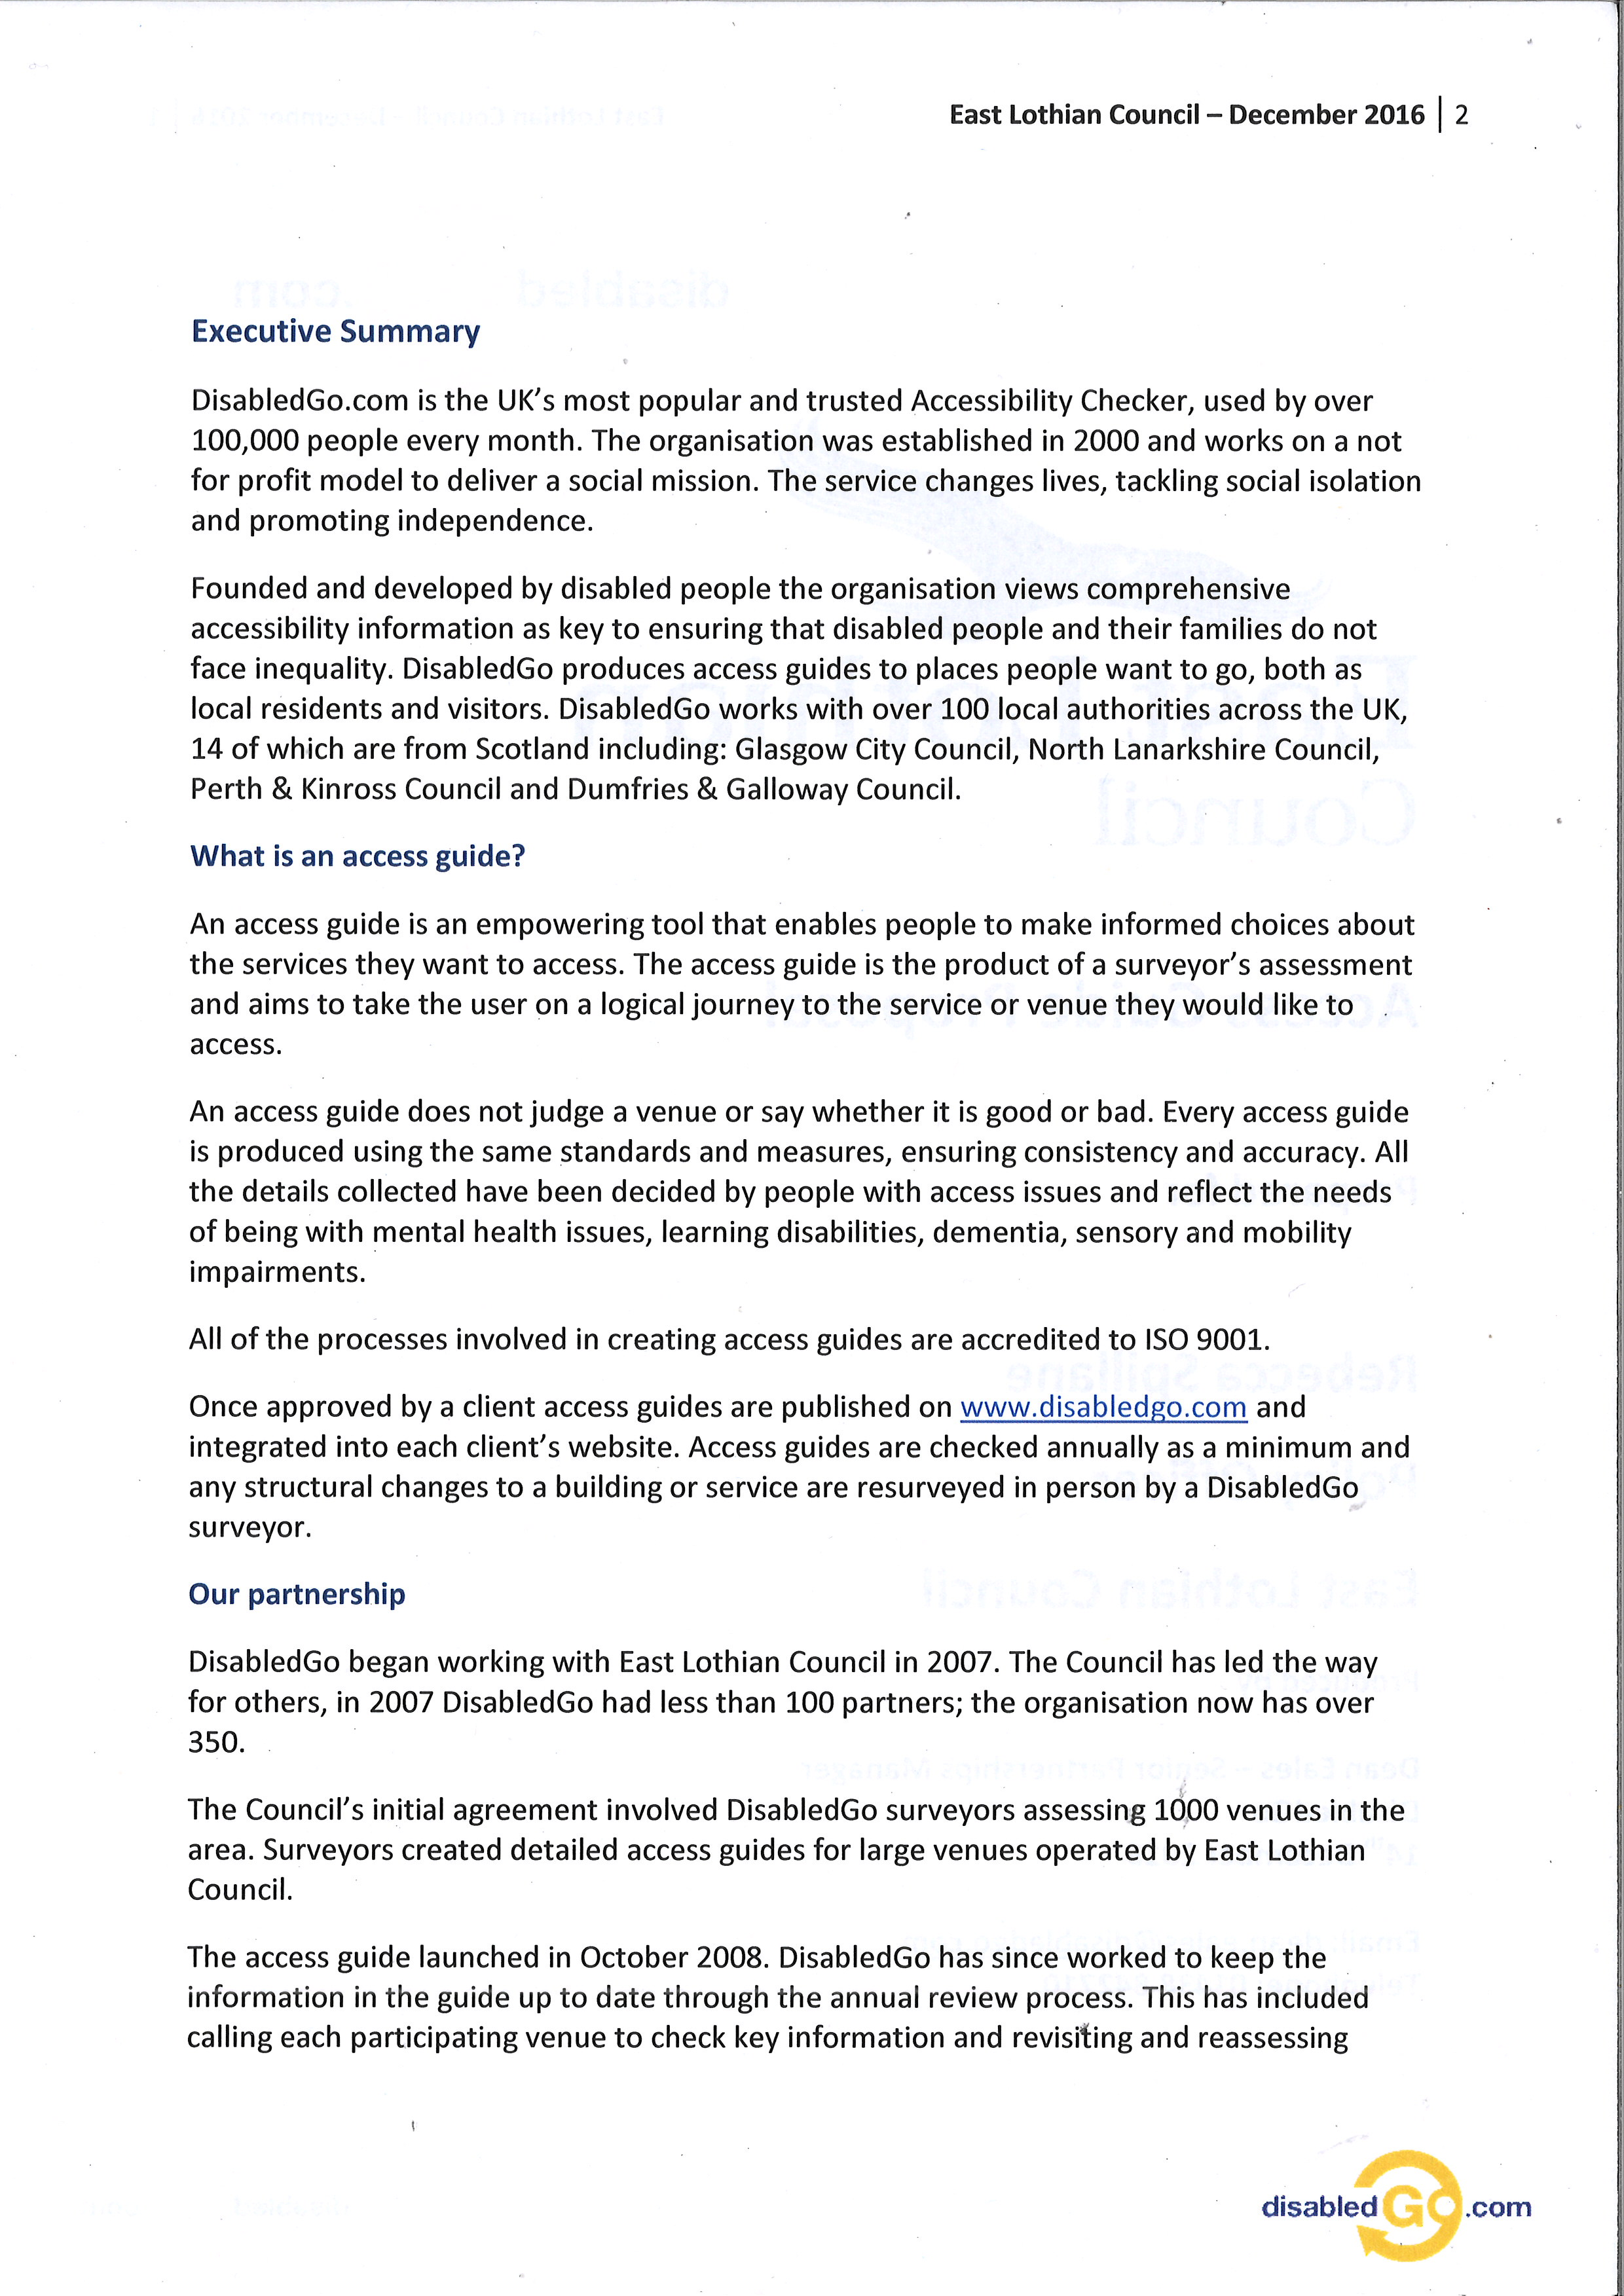 East Lothian Council – December 2016 | 2
Executive Summary
DisabledGo.com is the UK's most popular and trusted Accessibility Checker, used by over
100,000 people every month. The organisation was established in 2000 and works on a not
for profit model to deliver a social mission. The service changes lives, tackling social isolation
and promoting independence.
Founded and developed by disabled people the organisation views comprehensive
accessibility information as key to ensuring that disabled people and their families do not
face inequality. DisabledGo produces access guides to places people want to go, both as
local residents and visitors. DisabledGo works with over 100 local authorities across the UK,
14 of which are from Scotland including: Glasgow City Council, North Lanarkshire Council,
Perth & Kinross Council and Dumfries & Galloway Council.
What is an access guide?
An access guide is an empowering tool that enables people to make informed choices about
the services they want to access. The access guide is the product of a surveyor's assessment
and aims to take the user on a logical journey to the service or venue they would like to
access.
An access guide does not judge a venue or say whether it is good or bad. Every access guide
is produced using the same standards and measures, ensuring consistency and accuracy. All
the details collected have been decided by people with access issues and reflect the needs
of being with mental health issues, learning disabilities, dementia, sensory and mobility
impairments.
All of the processes involved in creating access guides are accredited to ISO 9001.
Once approved by a client access guides are published on www.disabledgo.com and
integrated into each client's website. Access guides are checked annually as a minimum and
any structural changes to a building or service are resurveyed in person by a DisabledGo
surveyor.
Our partnership
DisabledGo began working with East Lothian Council in 2007. The Council has led the way
for others, in 2007 DisabledGo had less than 100 partners; the organisation now has over
350.
The Council's initial agreement involved DisabledGo surveyors assessing 1000 venues in the
area. Surveyors created detailed access guides for large venues operated by East Lothian
Council.
The access guide launched in October 2008. DisabledGo has since worked to keep the
information in the guide up to date through the annual review process. This has included
calling each participating venue to check key information and revisiting and reassessing
disabledGo.com